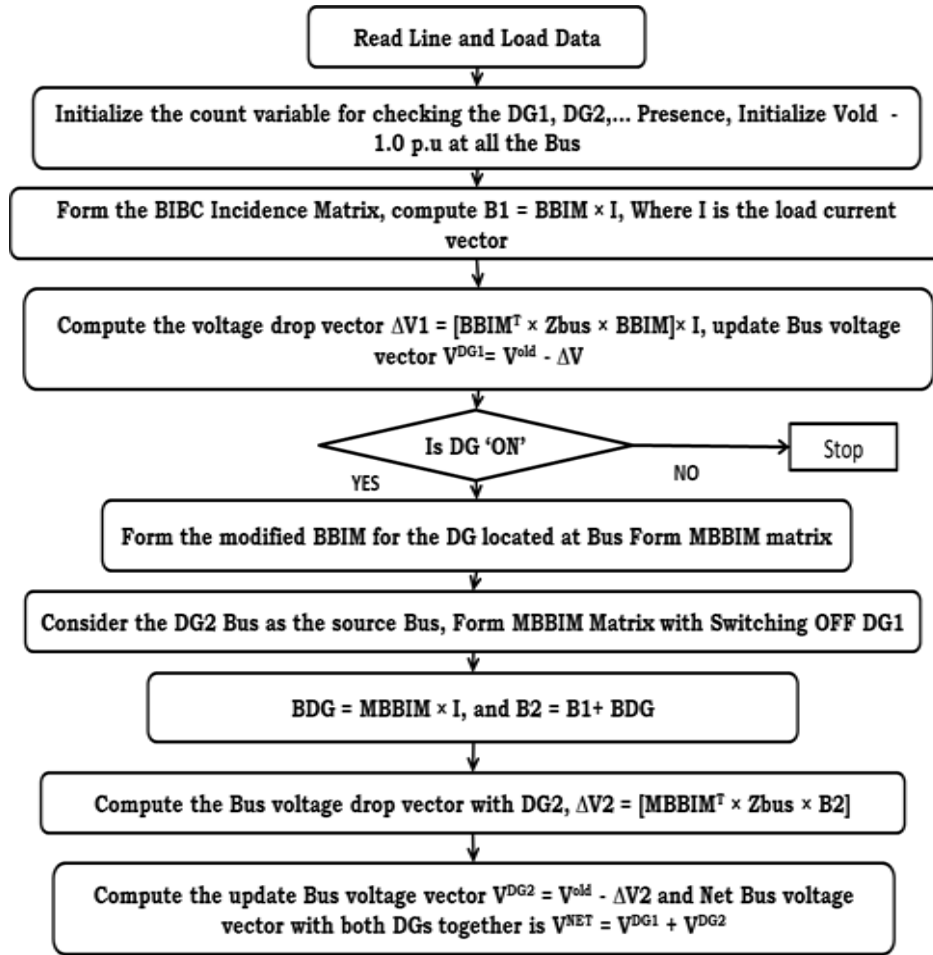 Read Line and Load Data
Initialize the count variable for checking the DG1, DG2,... Presence, Initialize Vold -
1.0 p.u at all the Bus
Form the BIBC Incidence Matrix, compute B1 = BBIM × I, Where I is the load current
vector
Compute the voltage drop vector ΔV1 = [BBIMᵀ × Zbus × BBIM]× I, update Bus voltage
vector Vᴰᴳ¹= Vᵒˡᵈ - ΔV
Is DG ‘ON’
Stop
YES
NO
Form the modified BBIM for the DG located at Bus Form MBBIM matrix
Consider the DG2 Bus as the source Bus, Form MBBIM Matrix with Switching OFF DG1
BDG = MBBIM × I, and B2 = B1+ BDG
Compute the Bus voltage drop vector with DG2, ΔV2 = [MBBIMᵀ × Zbus × B2]
Compute the update Bus voltage vector Vᴰᴳ² = Vᵒˡᵈ - ΔV2 and Net Bus voltage
vector with both DGs together is Vᴺᴱᵀ = Vᴰᴳ¹ + Vᴰᴳ²